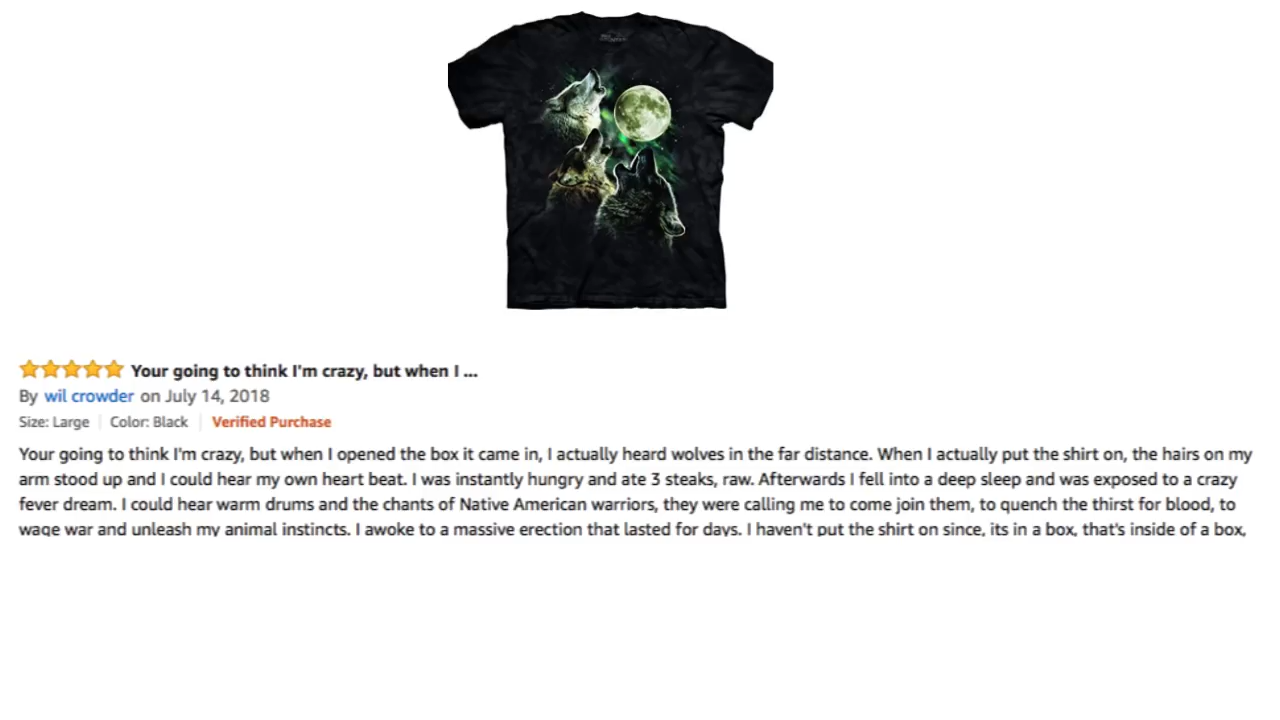 Your going to think I'm crazy, but when I ...
By wil crowder on July 14, 2018
Size: Large | Color: Black | Verified Purchase
Your going to think I'm crazy, but when I opened the box it came in, I actually heard wolves in the far distance. When I actually put the shirt on, the hairs on my
arm stood up and I could hear my own heart beat. I was instantly hungry and ate 3 steaks, raw. Afterwards I fell into a deep sleep and was exposed to a crazy
fever dream. I could hear warm drums and the chants of Native American warriors, they were calling me to come join them, to quench the thirst for blood, to
wage war and unleash my animal instincts. I awoke to a massive erection that lasted for days. I haven't put the shirt on since, its in a box, that's inside of a box,